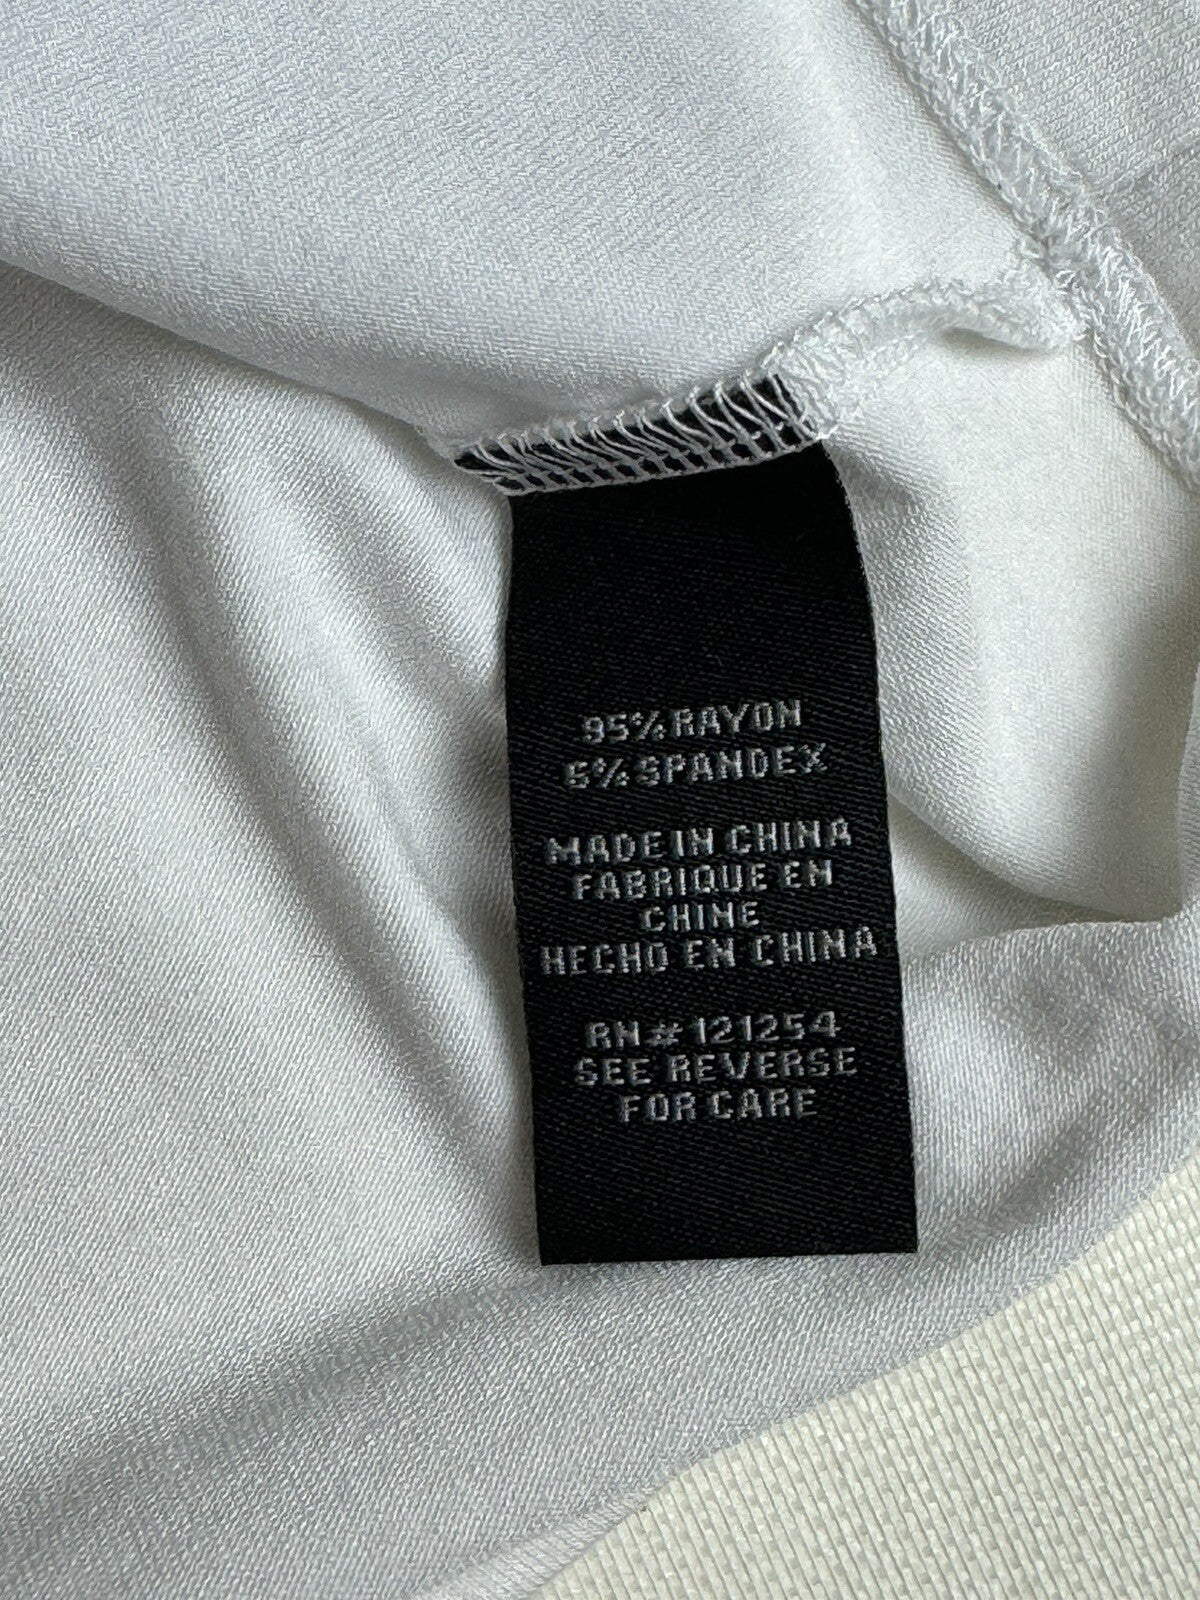 95% RAYON
5% SPANDEX
MADE IN CHINA
FABRIQUE EN
CHINE
HECHO EN CHINA
RN# 121254
SEE REVERSE
FOR CARE